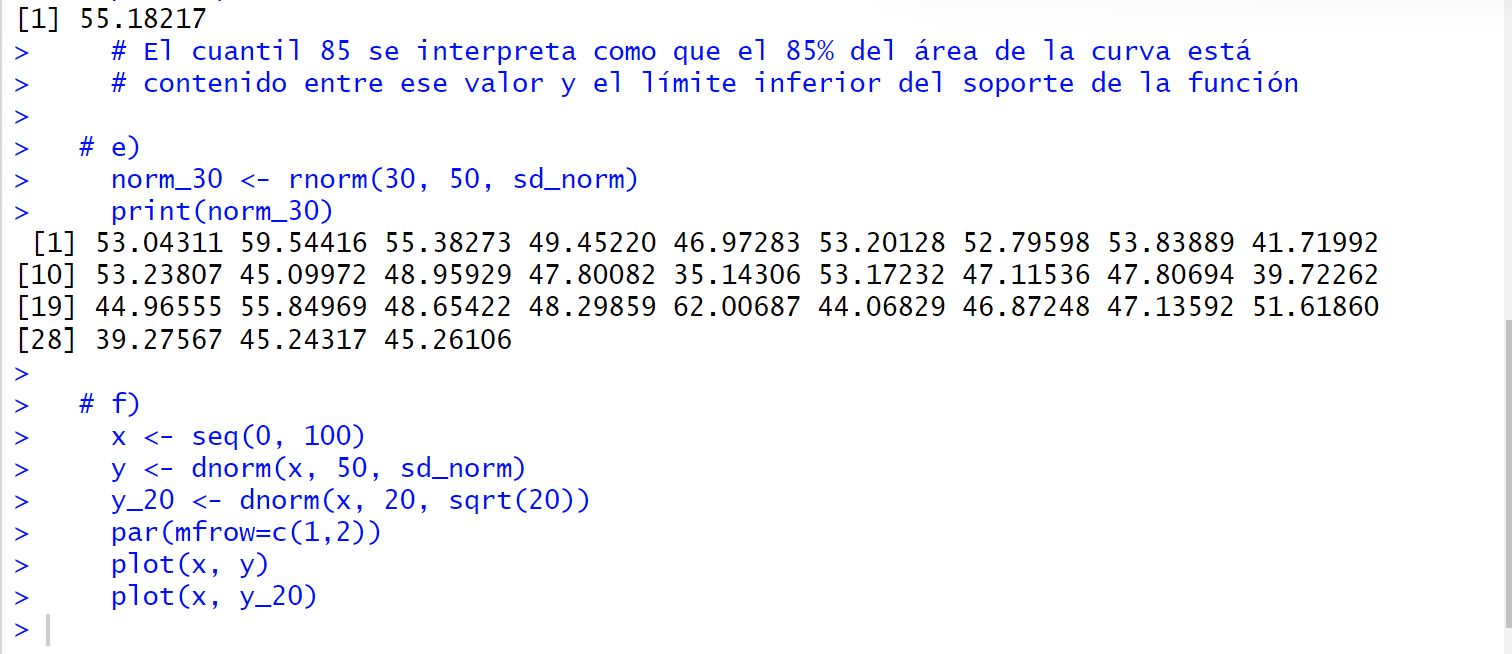 [1] 55.18217
>     # El cuantil 85 se interpreta como que el 85% del área de la curva está
>     # contenido entre ese valor y el límite inferior del soporte de la función
>
>   # e)
>     norm_30 <- rnorm(30, 50, sd_norm)
>     print(norm_30)
 [1] 53.04311 59.54416 55.38273 49.45220 46.97283 53.20128 52.79598 53.83889 41.71992
[10] 53.23807 45.09972 48.95929 47.80082 35.14306 53.17232 47.11536 47.80694 39.72262
[19] 44.96555 55.84969 48.65422 48.29859 62.00687 44.06829 46.87248 47.13592 51.61860
[28] 39.27567 45.24317 45.26106
>
>   # f)
>     x <- seq(0, 100)
>     y <- dnorm(x, 50, sd_norm)
>     y_20 <- dnorm(x, 20, sqrt(20))
>     par(mfrow=c(1,2))
>     plot(x, y)
>     plot(x, y_20)
>